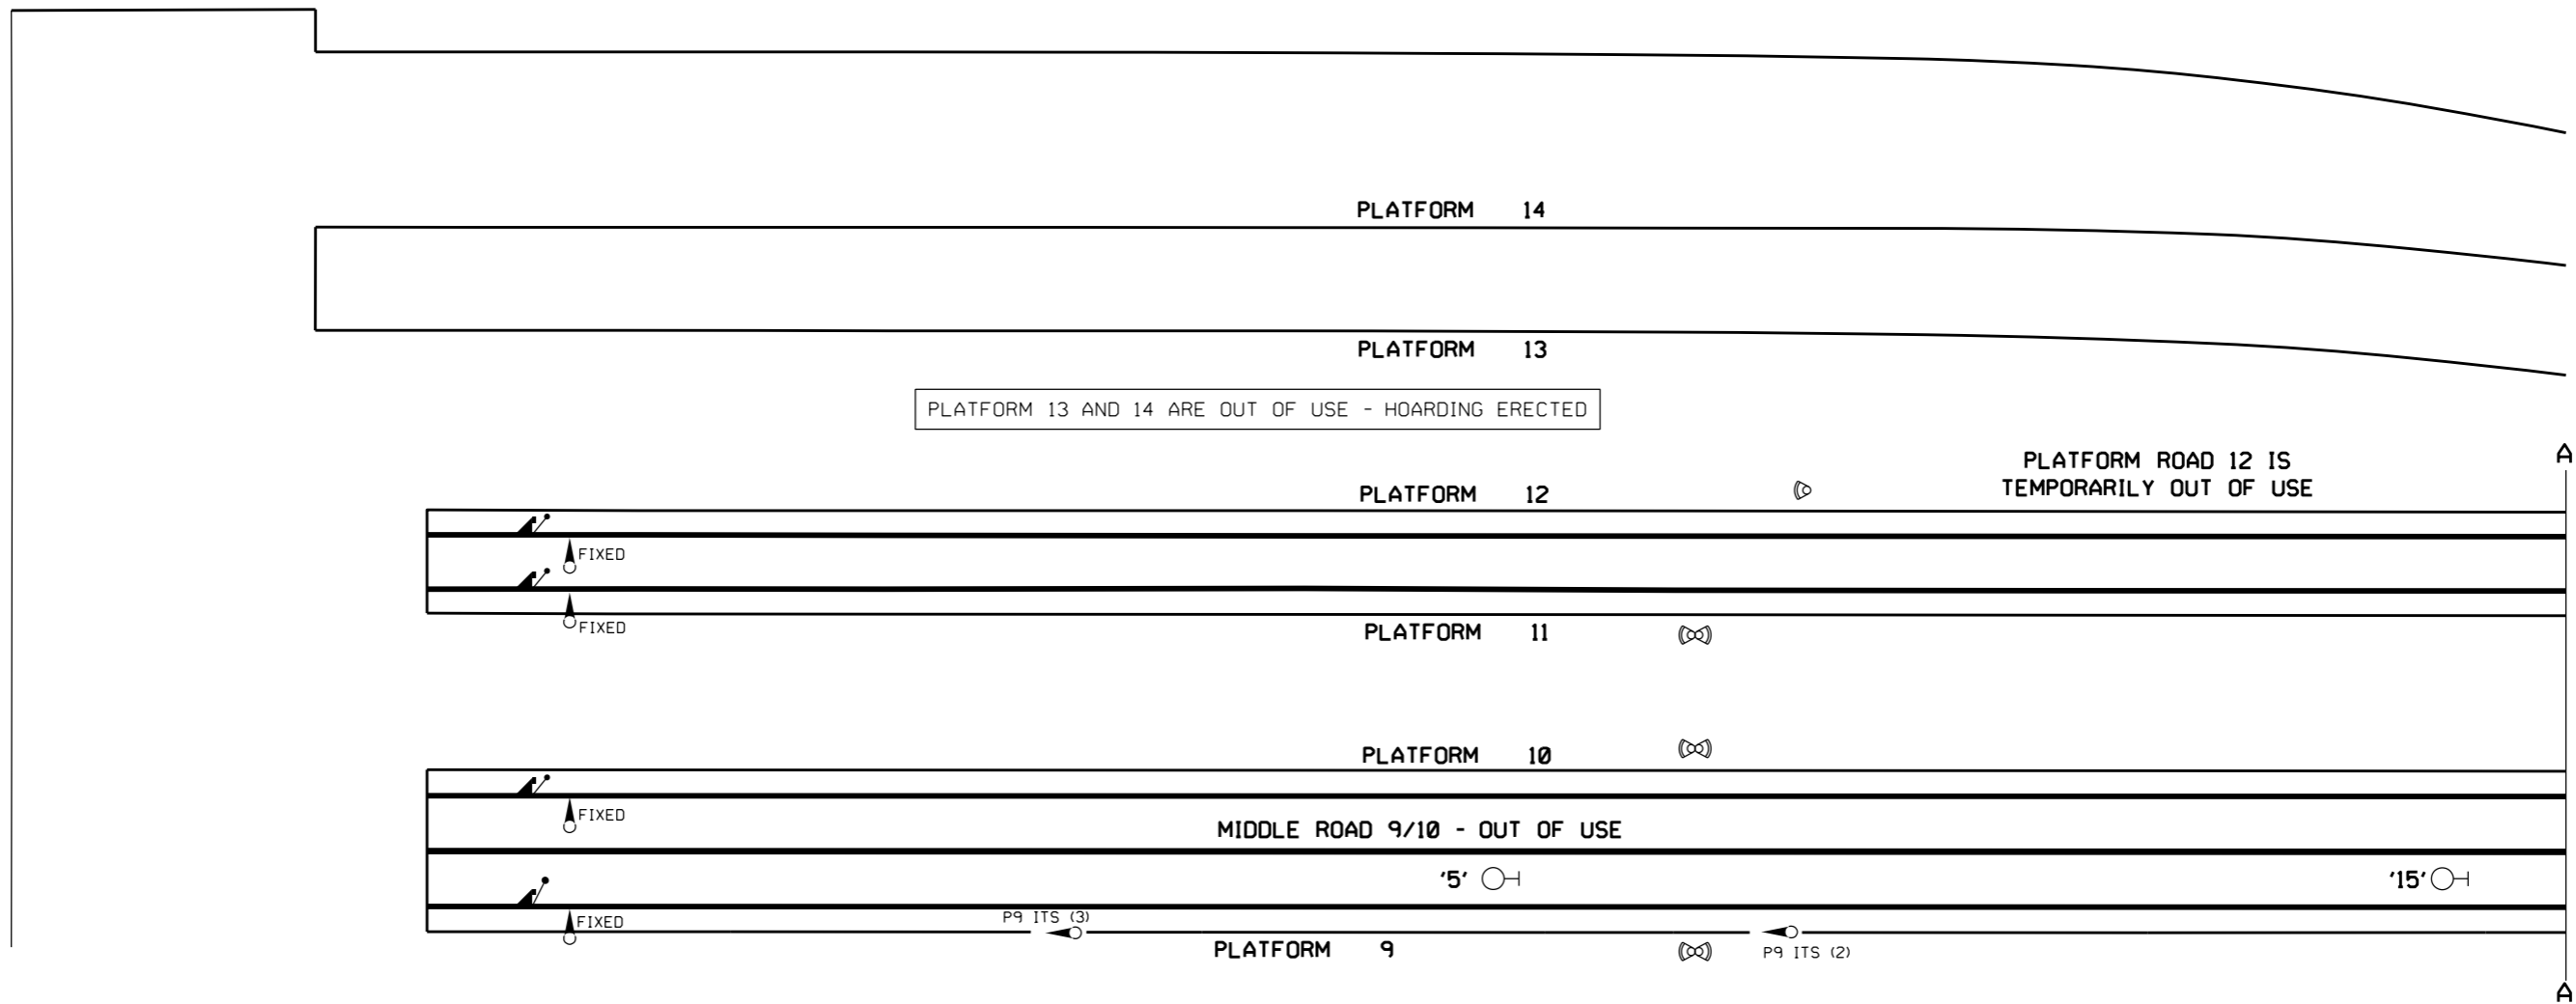 PLATFORM 14
PLATFORM 13
PLATFORM 13 AND 14 ARE OUT OF USE - HOARDING ERECTED
A
PLATFORM ROAD 12 IS
TEMPORARILY OUT OF USE
PLATFORM 12
FIXED
FIXED
PLATFORM 11
PLATFORM 10
FIXED
MIDDLE ROAD 9/10 - OUT OF USE
'5'
'15'
FIXED
P9 ITS (3)
PLATFORM 9
P9 ITS (2)
A